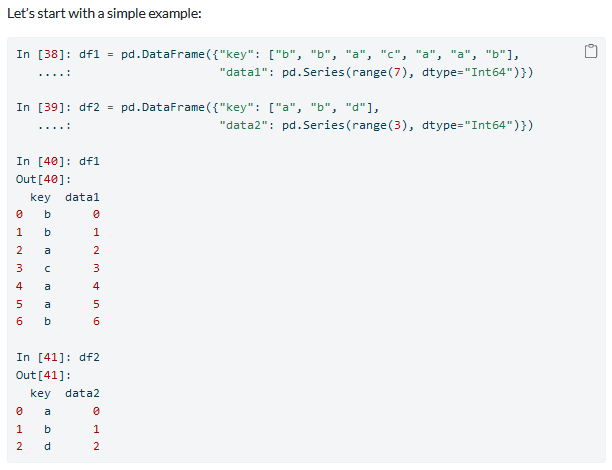 Let's start with a simple example:
In [38]: df1 = pd.DataFrame({"key": ["b", "b", "a", "c", "a", "a", "b"],
   ....:                     "data1": pd.Series(range(7), dtype="Int64")})
In [39]: df2 = pd.DataFrame({"key": ["a", "b", "d"],
   ....:                     "data2": pd.Series(range(3), dtype="Int64")})
In [40]: df1
Out[40]:
  key  data1
0   b      0
1   b      1
2   a      2
3   c      3
4   a      4
5   a      5
6   b      6
In [41]: df2
Out[41]:
  key  data2
0   a      0
1   b      1
2   d      2